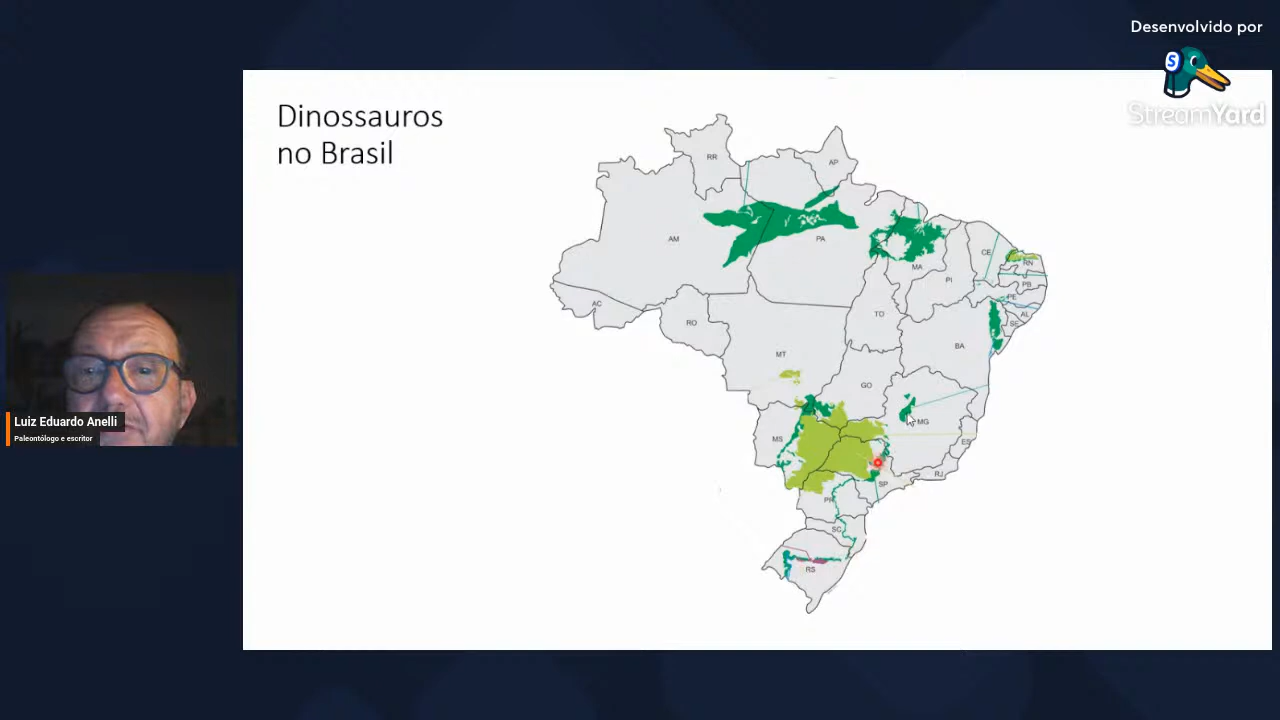 Desenvolvido por
S
StreamYard
Dinossauros
no Brasil
RR
AP
AM
PA
MA
CE
RN
PI
PB
PE
AC
AL
TO
SE
RO
BA
MT
GO
MG
MS
ES
RJ
SP
PR
SC
RS
Luiz Eduardo Anelli
Paleontólogo e escritor